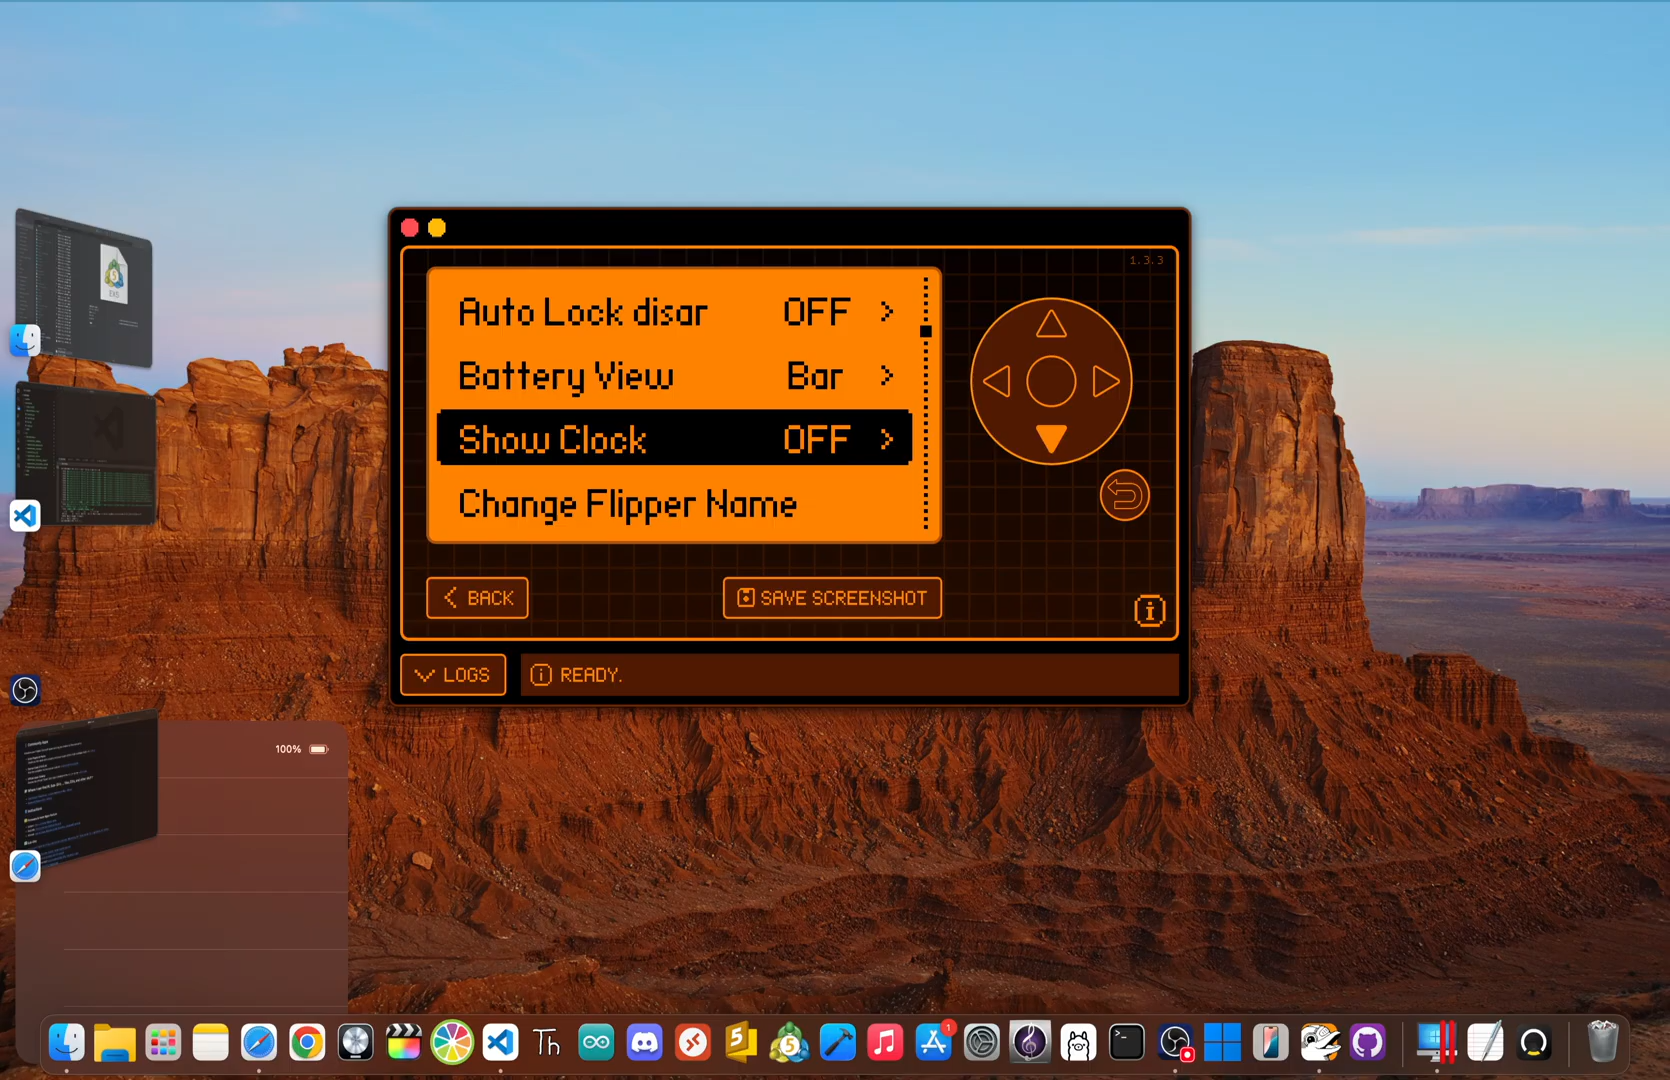 1.3.3
Auto Lock disar OFF >
Battery View Bar >
Show Clock OFF >
Change Flipper Name
BACK
SAVE SCREENSHOT
LOGS
READY.
100%
1